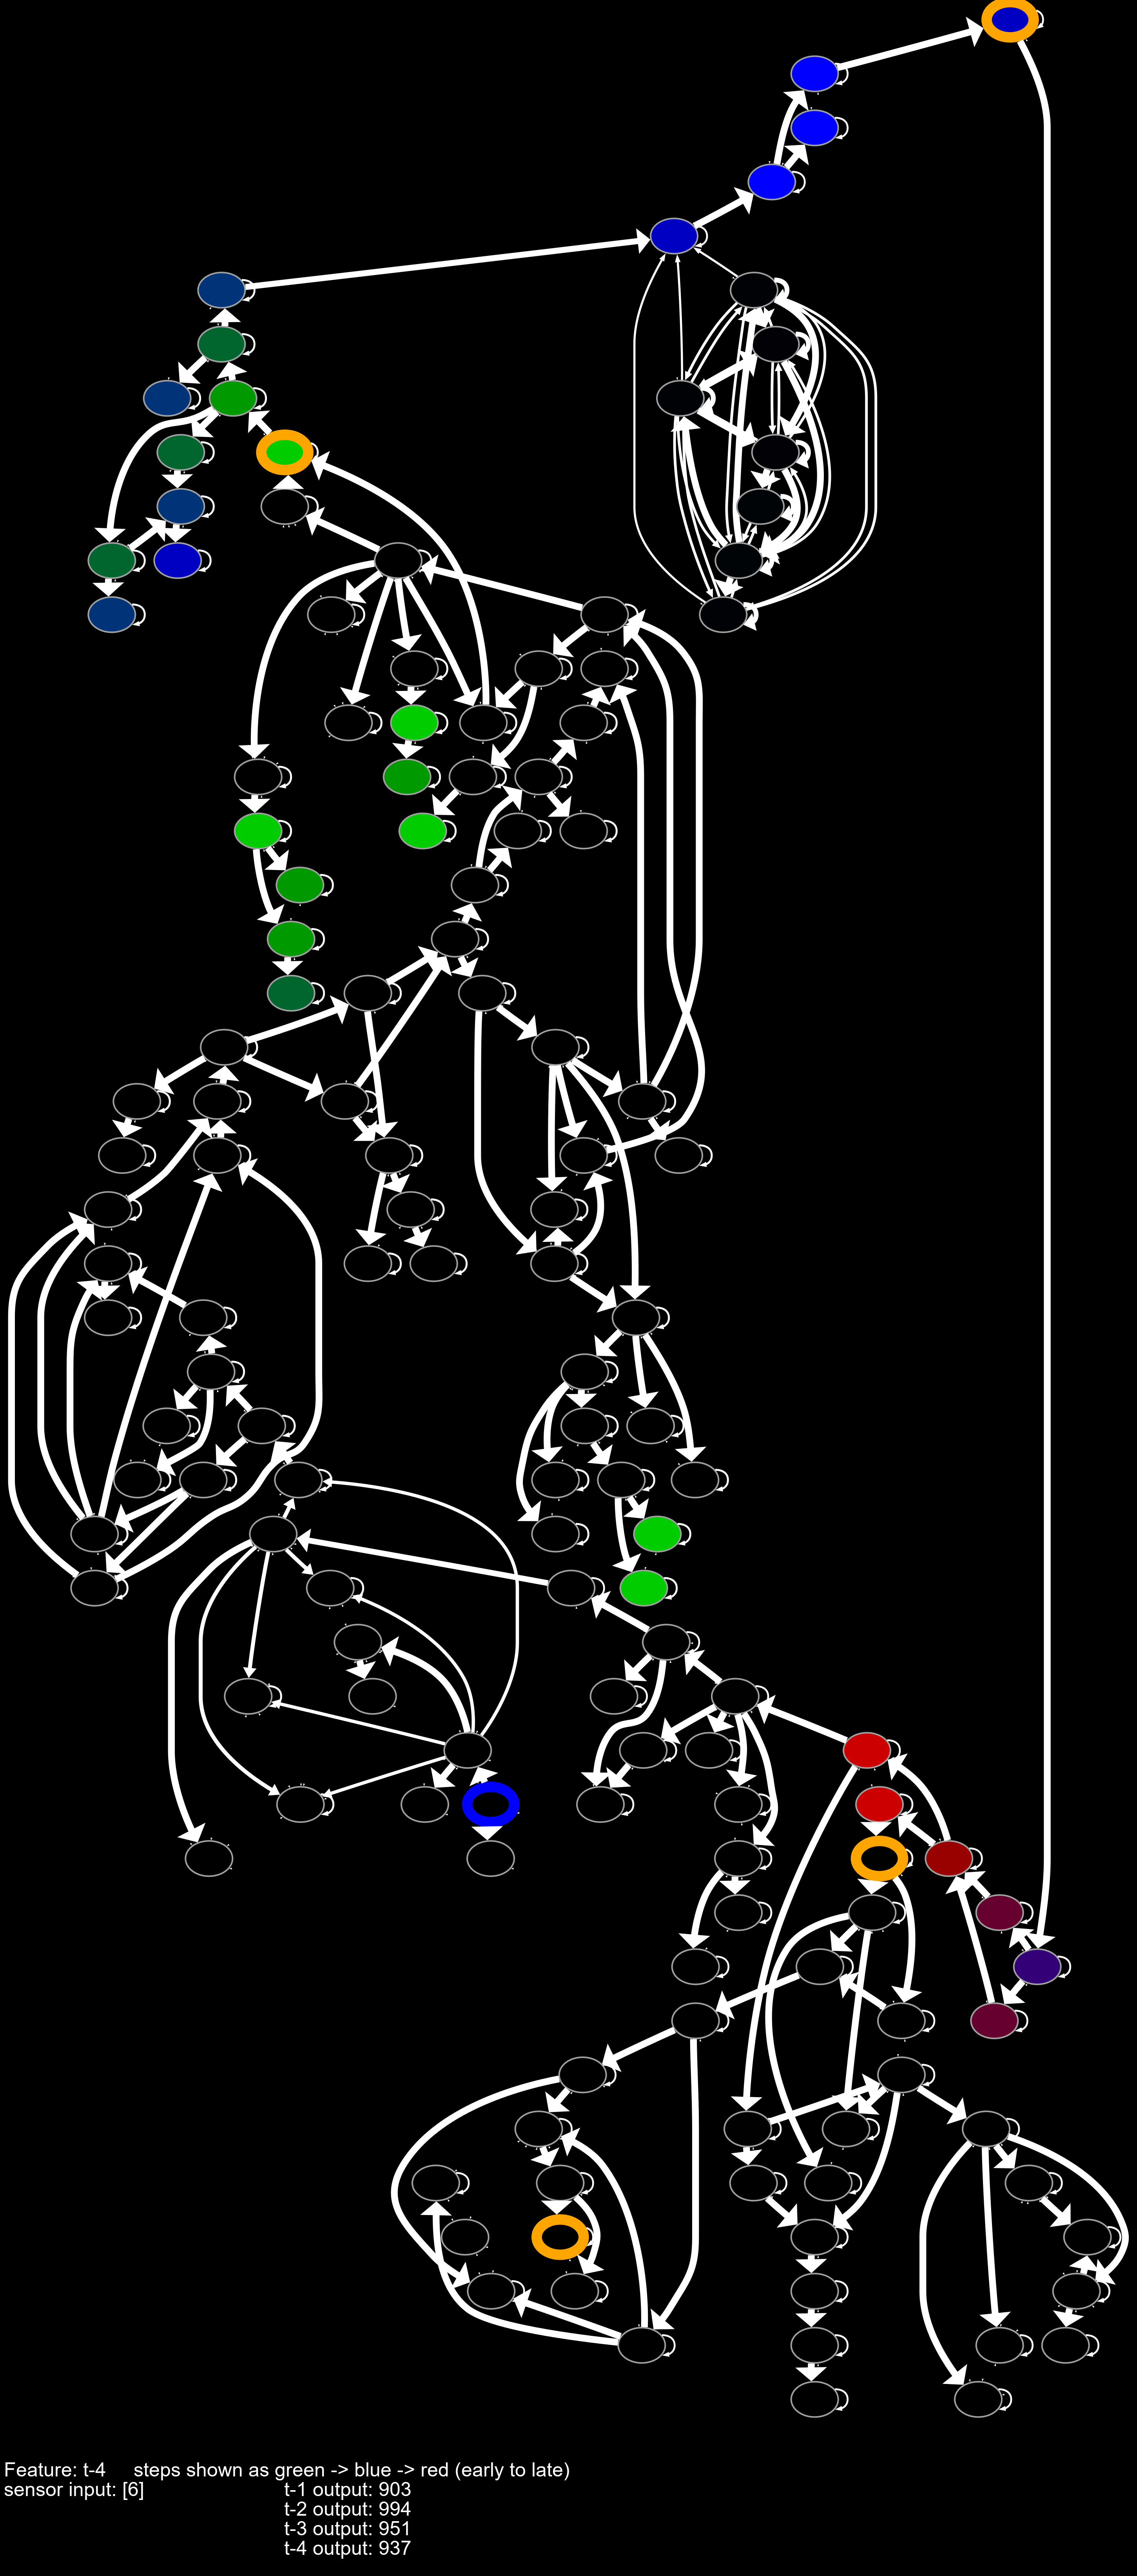 Feature: t-4 steps shown as green -> blue -> red (early to late)
sensor input: [6] t-1 output: 903
t-2 output: 994
t-3 output: 951
t-4 output: 937